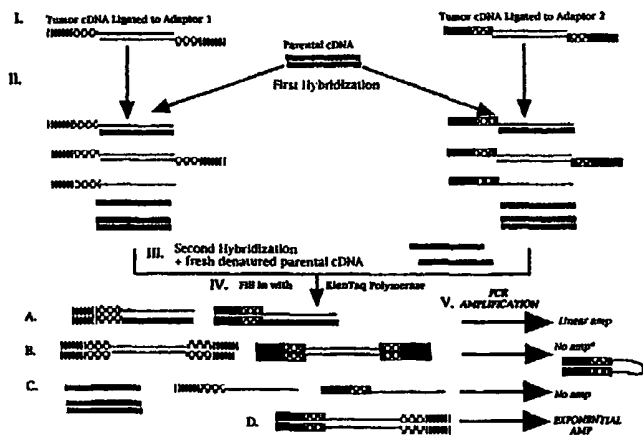 I.
Tumor cDNA Ligated to Adaptor 1
Tumor cDNA Ligated to Adaptor 2
Parental cDNA
II.
First Hybridization
III. Second Hybridization
+ fresh denatured parental cDNA
IV. Fill in with KlenTaq Polymerase
V. PCR
AMPLIFICATION
A.
Linear amp
B.
No amp*
C.
No amp
D.
EXPONENTIAL
AMP